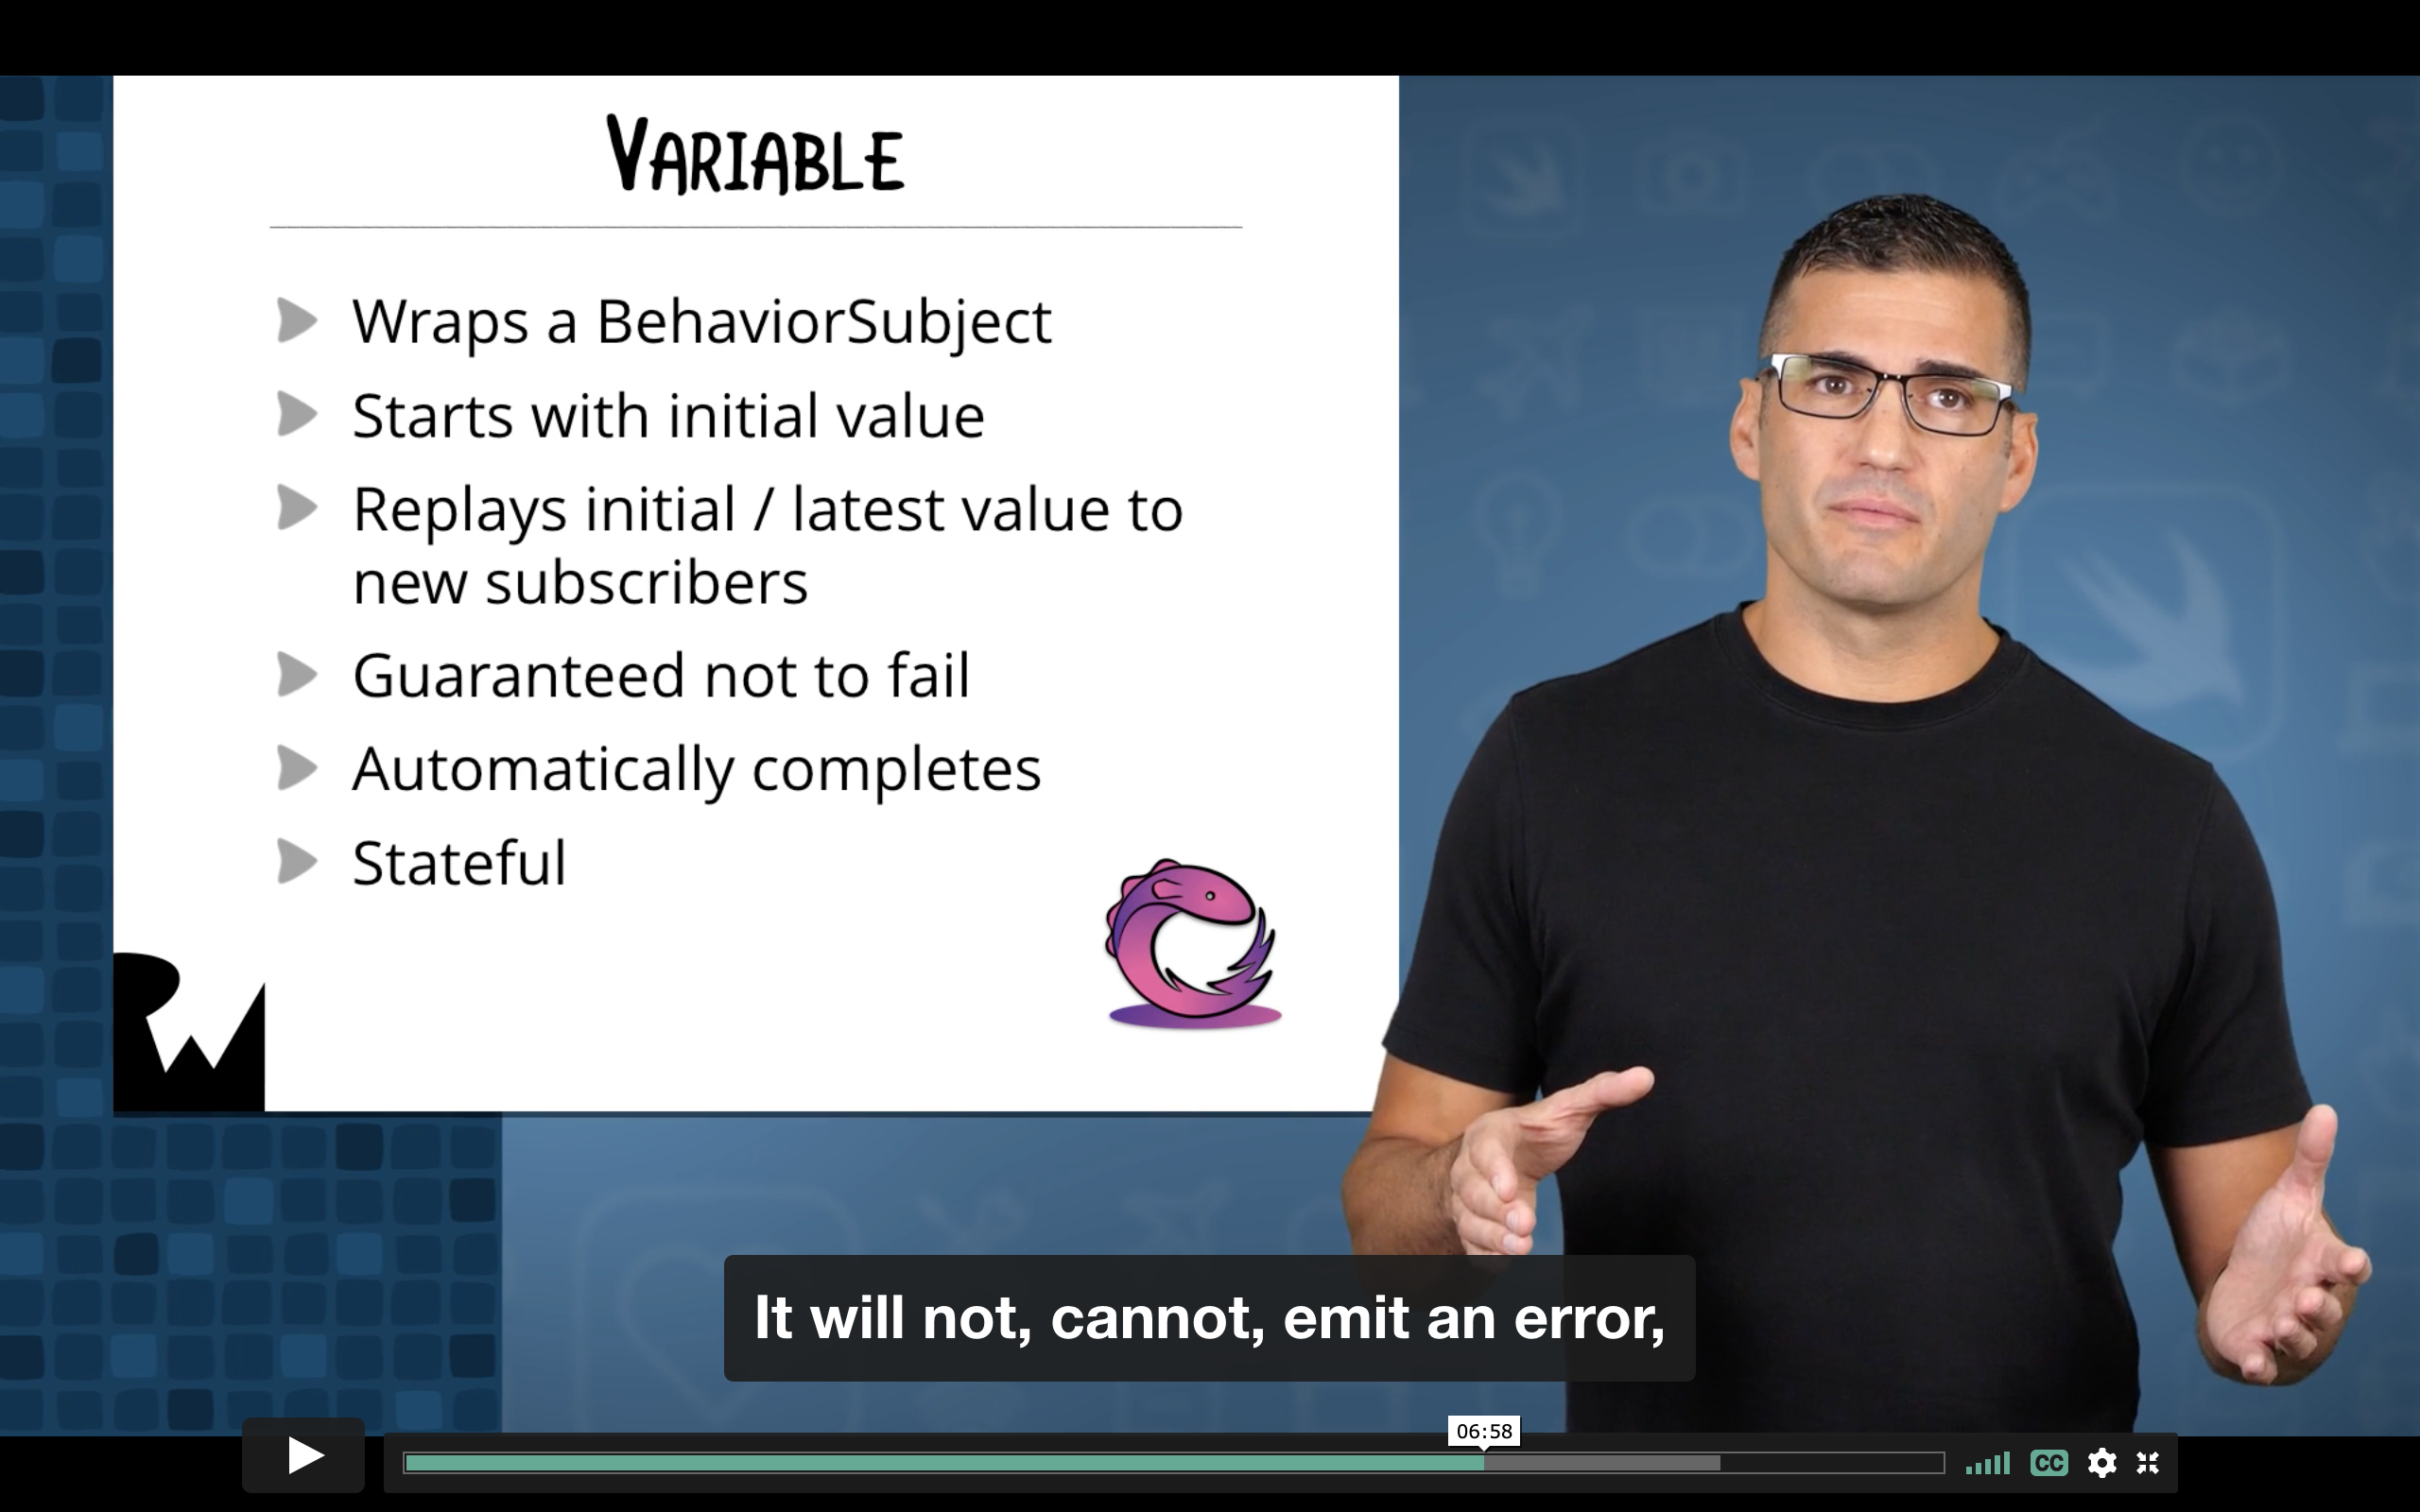 VARIABLE
Wraps a BehaviorSubject
Starts with initial value
Replays initial / latest value to
new subscribers
Guaranteed not to fail
Automatically completes
Stateful
RW
It will not, cannot, emit an error,
06:58
CC